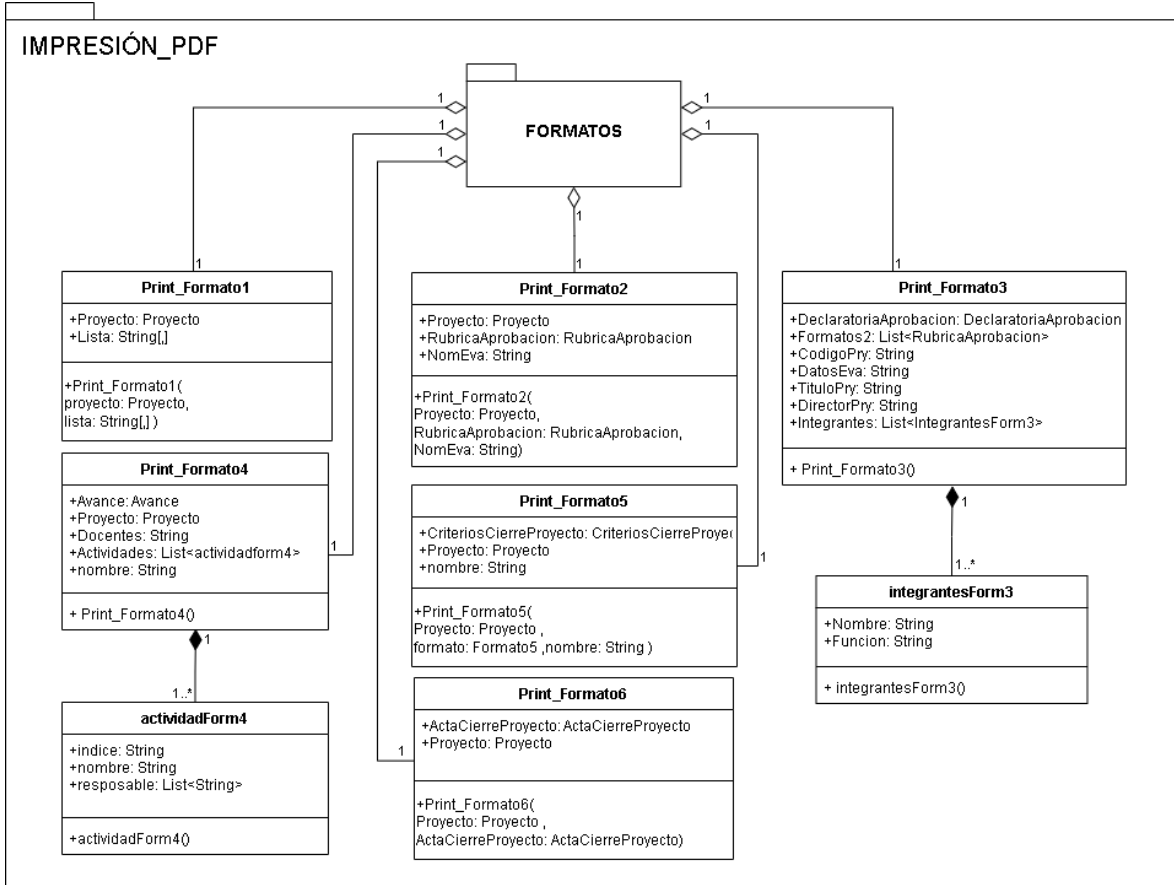 IMPRESIÓN_PDF
FORMATOS
1
1
1
1
1
1
1
1
1
Print_Formato1
+Proyecto: Proyecto
+Lista: String[,]
+Print_Formato1(
proyecto: Proyecto,
lista: String[,] )
1
Print_Formato2
+Proyecto: Proyecto
+RubricaAprobacion: RubricaAprobacion
+NomEva: String
+Print_Formato2(
Proyecto: Proyecto,
RubricaAprobacion: RubricaAprobacion,
NomEva: String)
Print_Formato3
+DeclaratoriaAprobacion: DeclaratoriaAprobacion
+Formatos2: List<RubricaAprobacion>
+CodigoPry: String
+DatosEva: String
+TituloPry: String
+DirectorPry: String
+Integrantes: List<IntegrantesForm3>
+ Print_Formato3()
1
1..*
Print_Formato4
+Avance: Avance
+Proyecto: Proyecto
+Docentes: String
+Actividades: List<actividadform4>
+nombre: String
+ Print_Formato4()
1
1
1..*
Print_Formato5
+CriteriosCierreProyecto: CriteriosCierreProye(
+Proyecto: Proyecto
+nombre: String
+Print_Formato5(
Proyecto: Proyecto ,
formato: Formato5 ,nombre: String )
1
integrantesForm3
+Nombre: String
+Funcion: String
+ integrantesForm3()
actividadForm4
+indice: String
+nombre: String
+resposable: List<String>
+actividadForm4()
1
Print_Formato6
+ActaCierreProyecto: ActaCierreProyecto
+Proyecto: Proyecto
+Print_Formato6(
Proyecto: Proyecto ,
ActaCierreProyecto: ActaCierreProyecto)